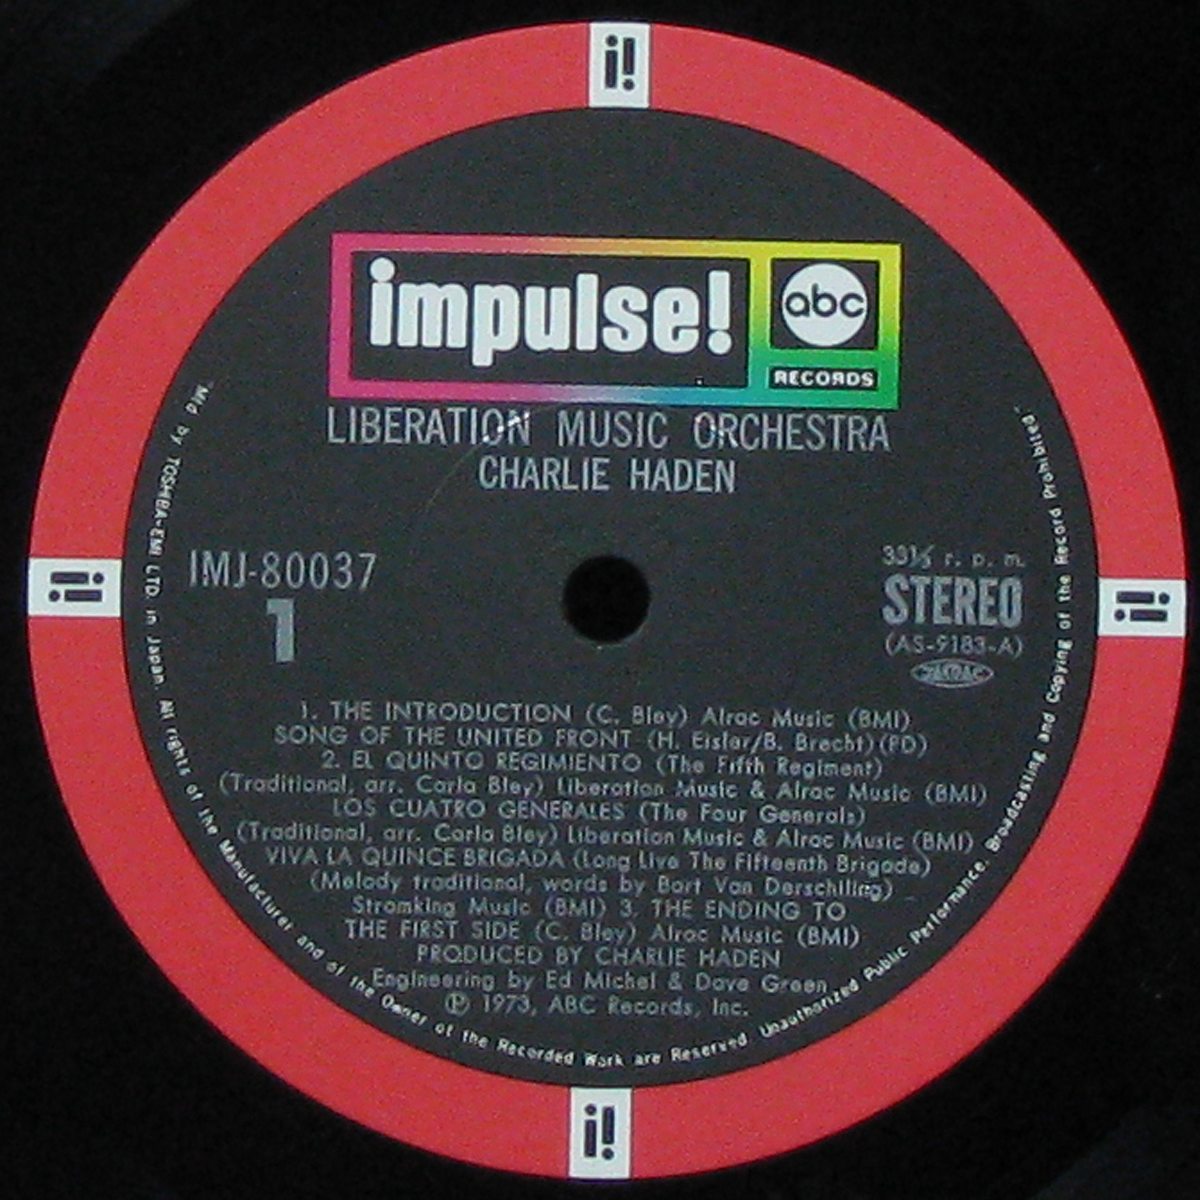 i!
impulse!
abc
RECORDS
LIBERATION MUSIC ORCHESTRA
CHARLIE HADEN
IMJ-80037
1
33⅓ r. p. m.
STEREO
(AS-9183-A)
1. THE INTRODUCTION (C. Bley) Alrac Music (BMI)
SONG OF THE UNITED FRONT (H. Eisler/B. Brecht)(PD)
2. EL QUINTO REGIMIENTO (The Fifth Regiment)
(Traditional, arr. Carla Bley) Liberation Music & Alrac Music (BMI)
LOS CUATRO GENERALES (The Four Generals)
(Traditional, arr. Carla Bley) Liberation Music & Alrac Music (BMI)
VIVA LA QUINCE BRIGADA (Long Live The Fifteenth Brigade)
(Melody traditional, words by Bart Van Derschiling)
Stromking Music (BMI) 3. THE ENDING TO
THE FIRST SIDE (C. Bley) Alrac Music (BMI)
PRODUCED BY CHARLIE HADEN
Engineering by Ed Michel & Dave Green
Ⓟ 1973, ABC Records, Inc.
"Mfd by TOSHIBA-EMI LTD. in Japan. All rights of the Manufacturer and of the Owner of the Recorded Work are Reserved Unauthorized Public Performance. Broadcasting and Copying of the Record Prohibited"
i!
i!
i!